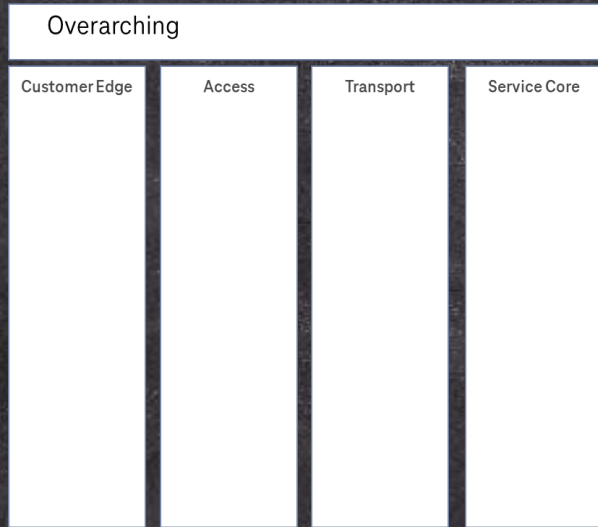 Overarching
Customer Edge
Access
Transport
Service Core